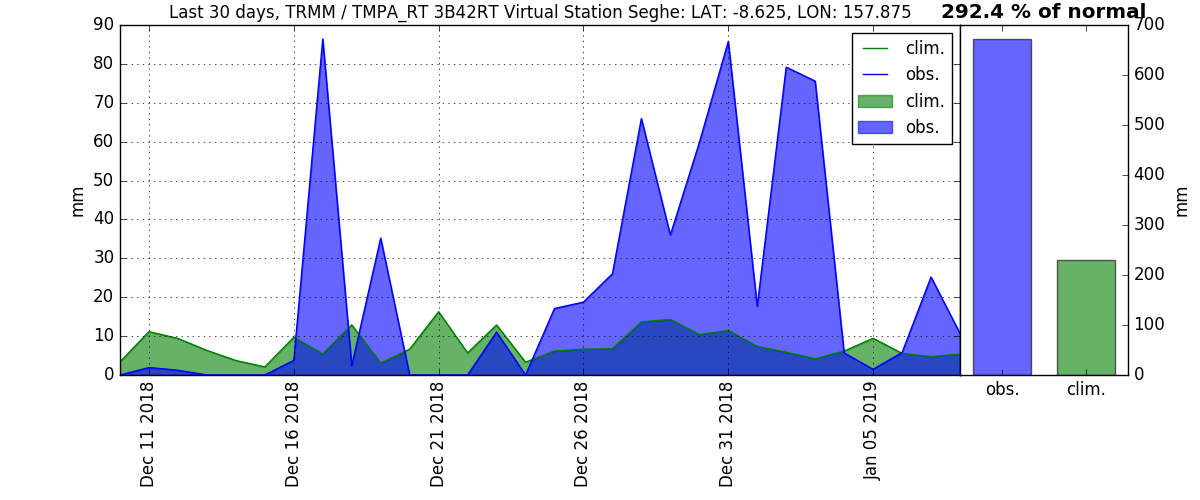 Last 30 days, TRMM / TMPA_RT 3B42RT Virtual Station Seghe: LAT: -8.625, LON: 157.875
292.4 % of normal
90
80
70
60
50
40
30
20
10
0
mm
clim.
obs.
clim.
obs.
Dec 11 2018
Dec 16 2018
Dec 21 2018
Dec 26 2018
Dec 31 2018
Jan 05 2019
700
600
500
400
300
200
100
0
mm
obs.
clim.